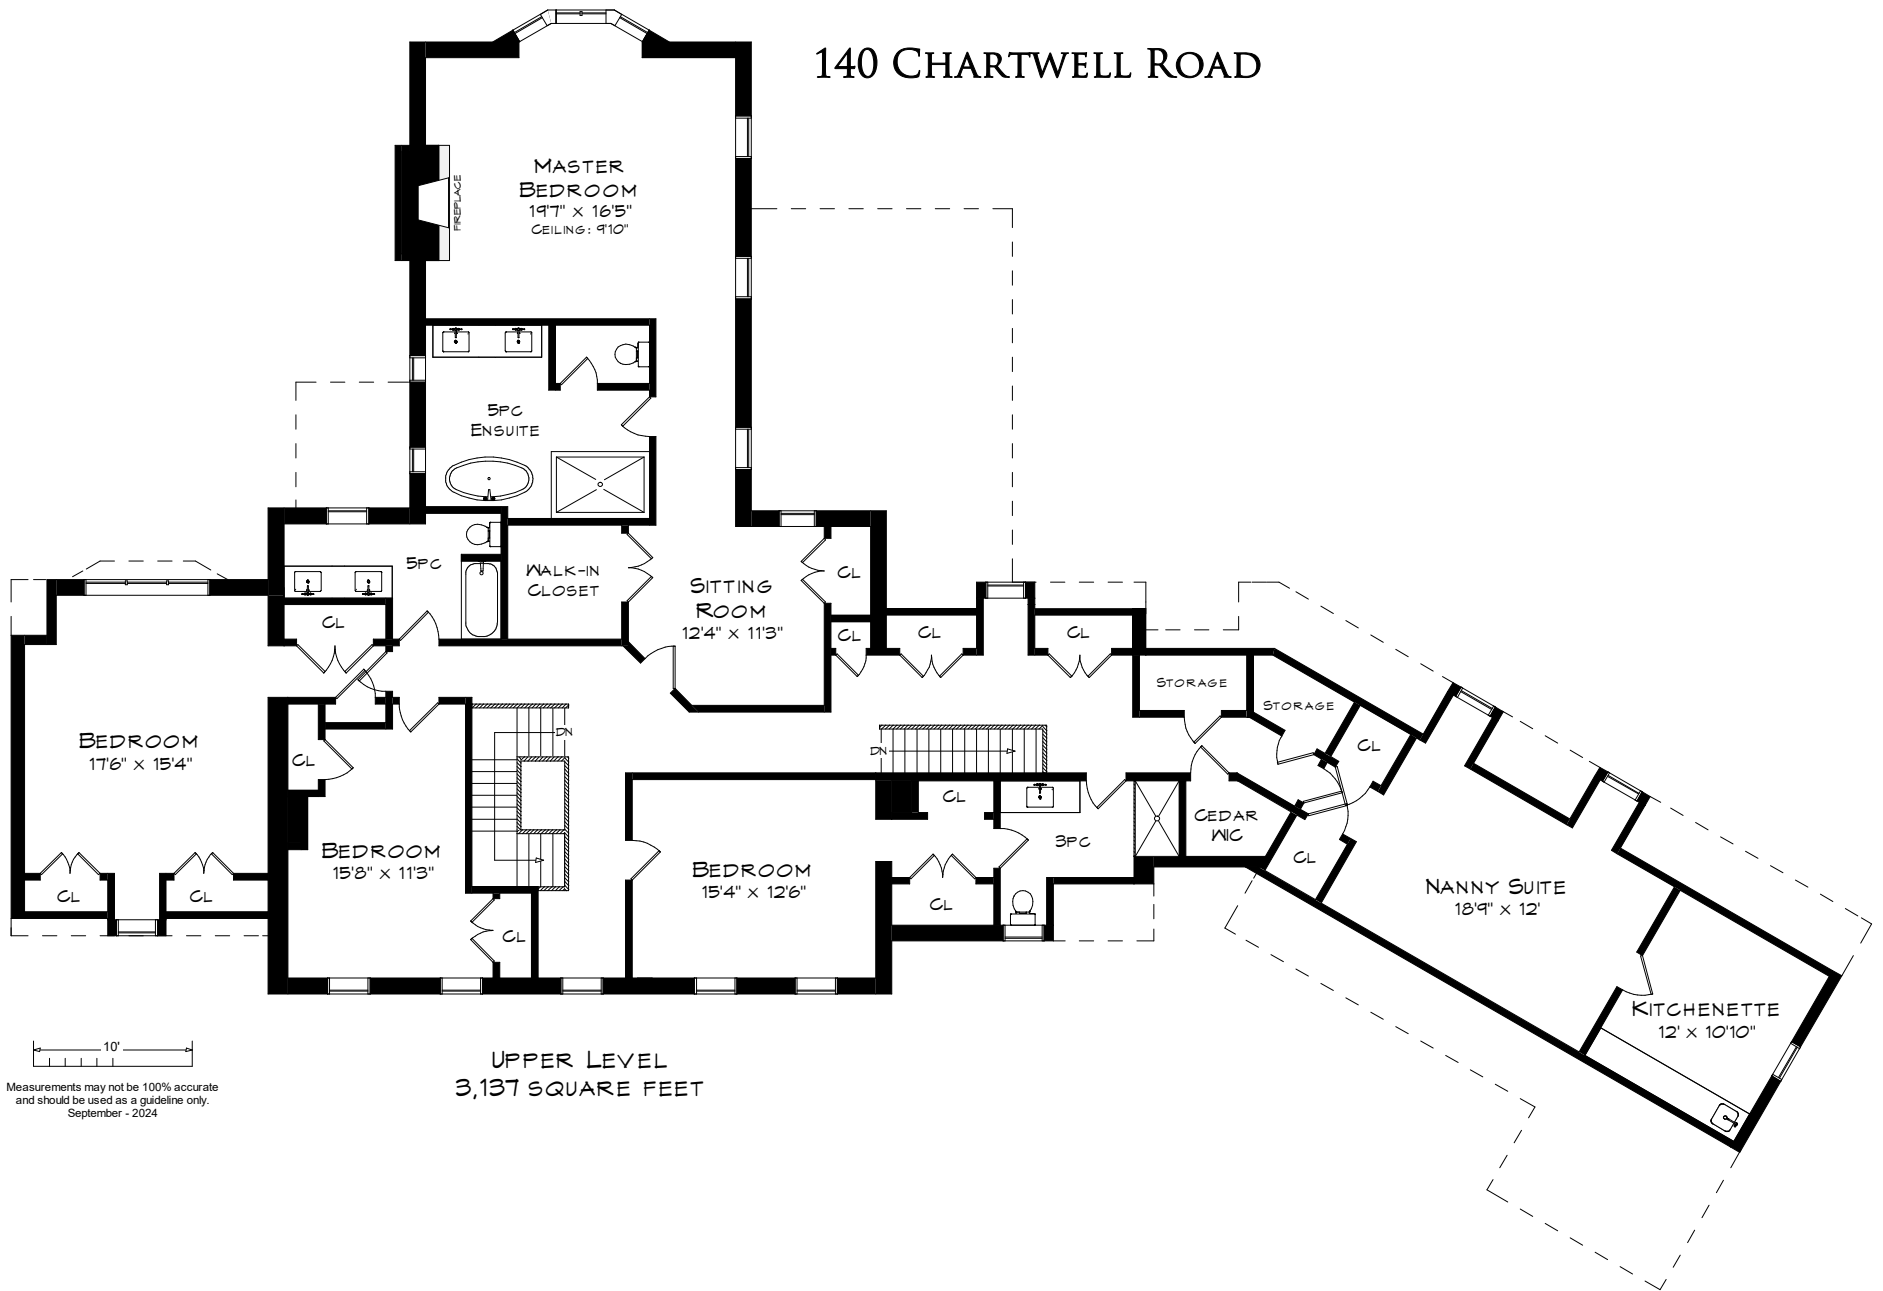 140 CHARTWELL ROAD
MASTER
BEDROOM
19'7" x 16'5"
CEILING: 9'10"
FIREPLACE
5PC
ENSUITE
5PC
WALK-IN
CLOSET
SITTING
ROOM
12'4" x 11'3"
CL
CL
CL
CL
CL
STORAGE
STORAGE
CL
BEDROOM
17'6" x 15'4"
CL
CL
CL
BEDROOM
15'8" x 11'3"
CL
DN
DN
BEDROOM
15'4" x 12'6"
CL
CL
3PC
CEDAR
WIC
CL
NANNY SUITE
18'9" x 12'
KITCHENETTE
12' x 10'10"
CL
10'
Measurements may not be 100% accurate
and should be used as a guideline only.
September - 2024
UPPER LEVEL
3,137 SQUARE FEET